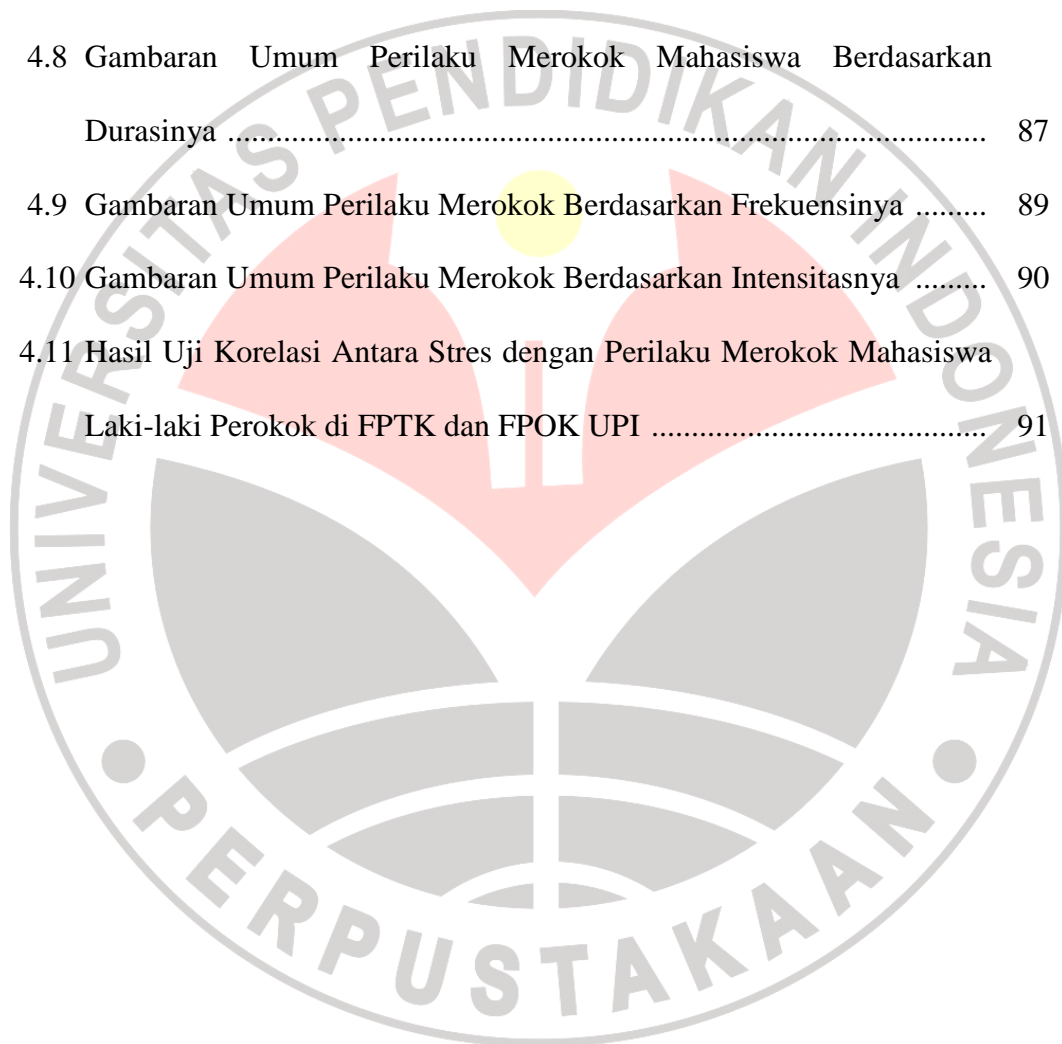 4.8 Gambaran Umum Perilaku Merokok Mahasiswa Berdasarkan
Durasinya ............................................................................................... 87
4.9 Gambaran Umum Perilaku Merokok Berdasarkan Frekuensinya ......... 89
4.10 Gambaran Umum Perilaku Merokok Berdasarkan Intensitasnya ......... 90
4.11 Hasil Uji Korelasi Antara Stres dengan Perilaku Merokok Mahasiswa
Laki-laki Perokok di FPTK dan FPOK UPI .......................................... 91
UNIVERSITAS PENDIDIKAN INDONESIA
PERPUSTAKAAN